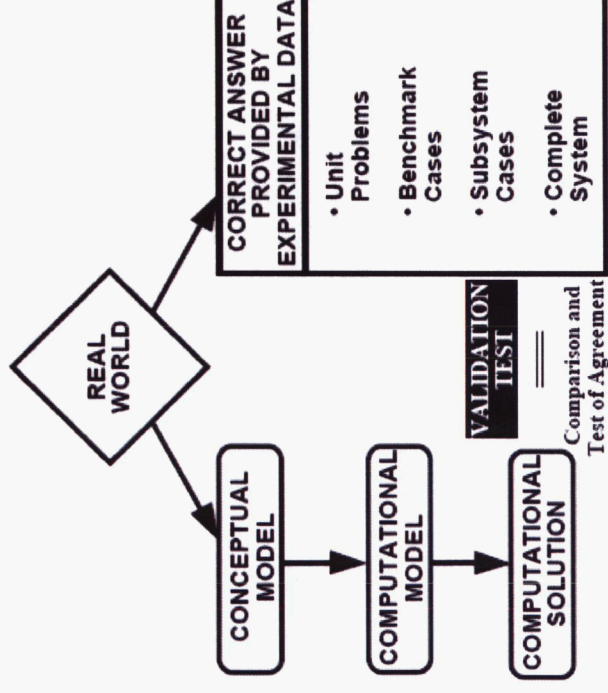 REAL
WORLD
CONCEPTUAL
MODEL
COMPUTATIONAL
MODEL
COMPUTATIONAL
SOLUTION
VALIDATION
TEST
Comparison and
Test of Agreement
CORRECT ANSWER
PROVIDED BY
EXPERIMENTAL DATA
• Unit
Problems
• Benchmark
Cases
• Subsystem
Cases
• Complete
System